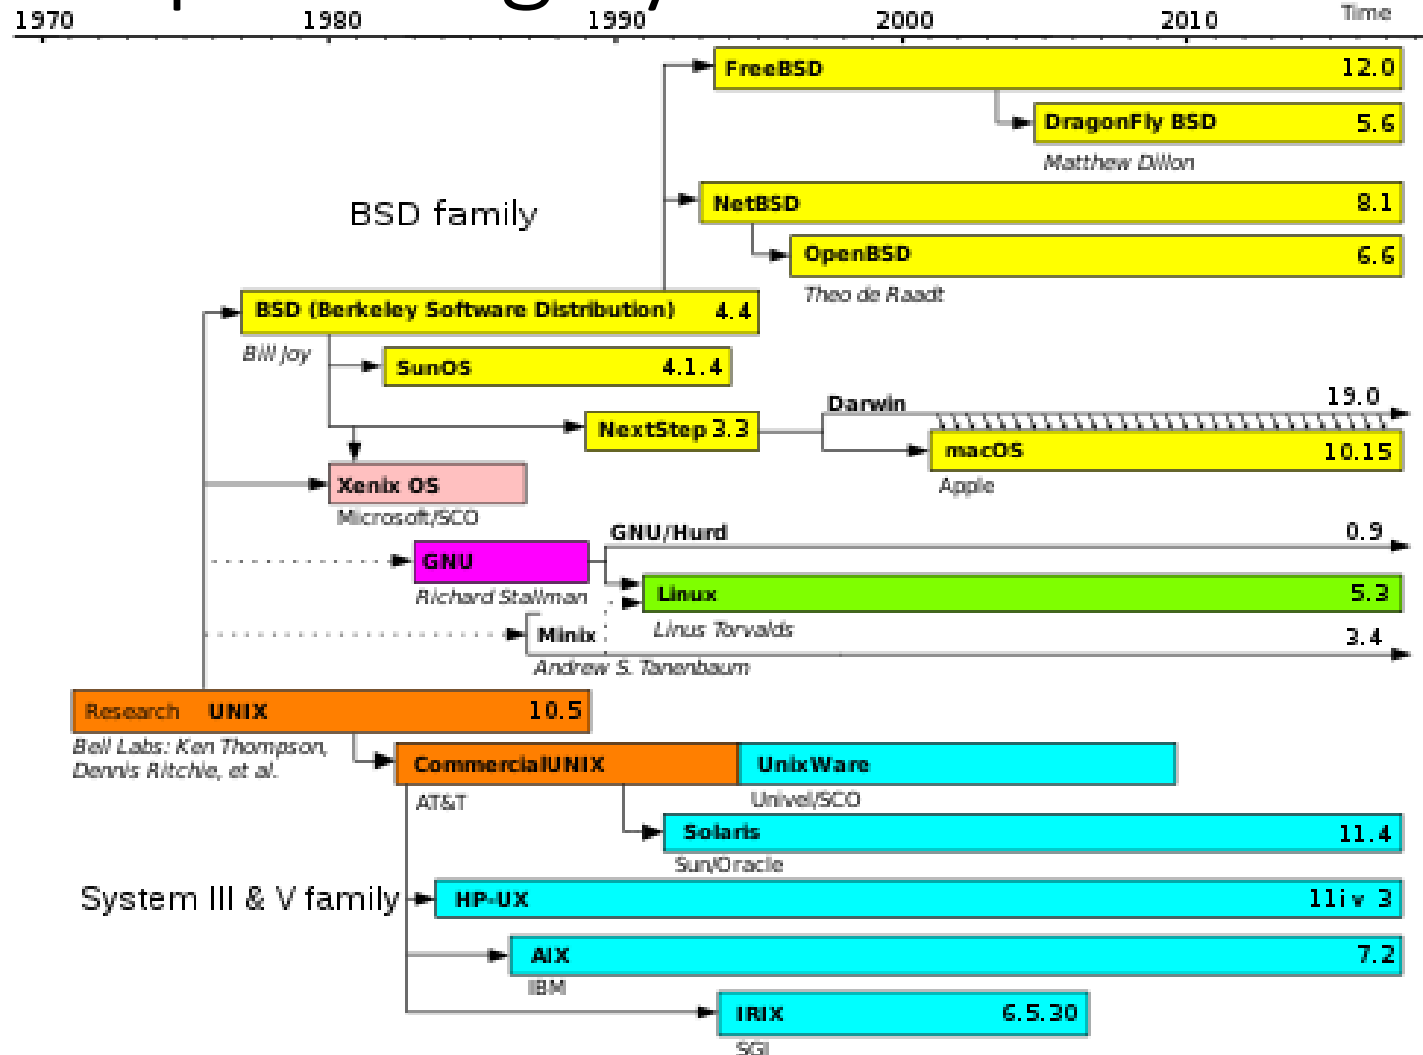 1970 1980 1990 2000 2010 Time
FreeBSD 12.0
DragonFly BSD 5.6
Matthew Dillon
BSD family
NetBSD 8.1
OpenBSD 6.6
Theo de Raadt
BSD (Berkeley Software Distribution) 4.4
Bill Joy
SunOS 4.1.4
Darwin 19.0
NextStep 3.3
macOS 10.15
Apple
Xenix OS
Microsoft/SCO
GNU/Hurd 0.9
GNU
Richard Stallman
Linux 5.3
Linus Torvalds
Minix 3.4
Andrew S. Tanenbaum
Research UNIX 10.5
Bell Labs: Ken Thompson,
Dennis Ritchie, et al.
CommercialUNIX UnixWare
AT&T Univel/SCO
Solaris 11.4
Sun/Oracle
System III & V family
HP-UX 11i v 3
AIX 7.2
IBM
IRIX 6.5.30
SGI